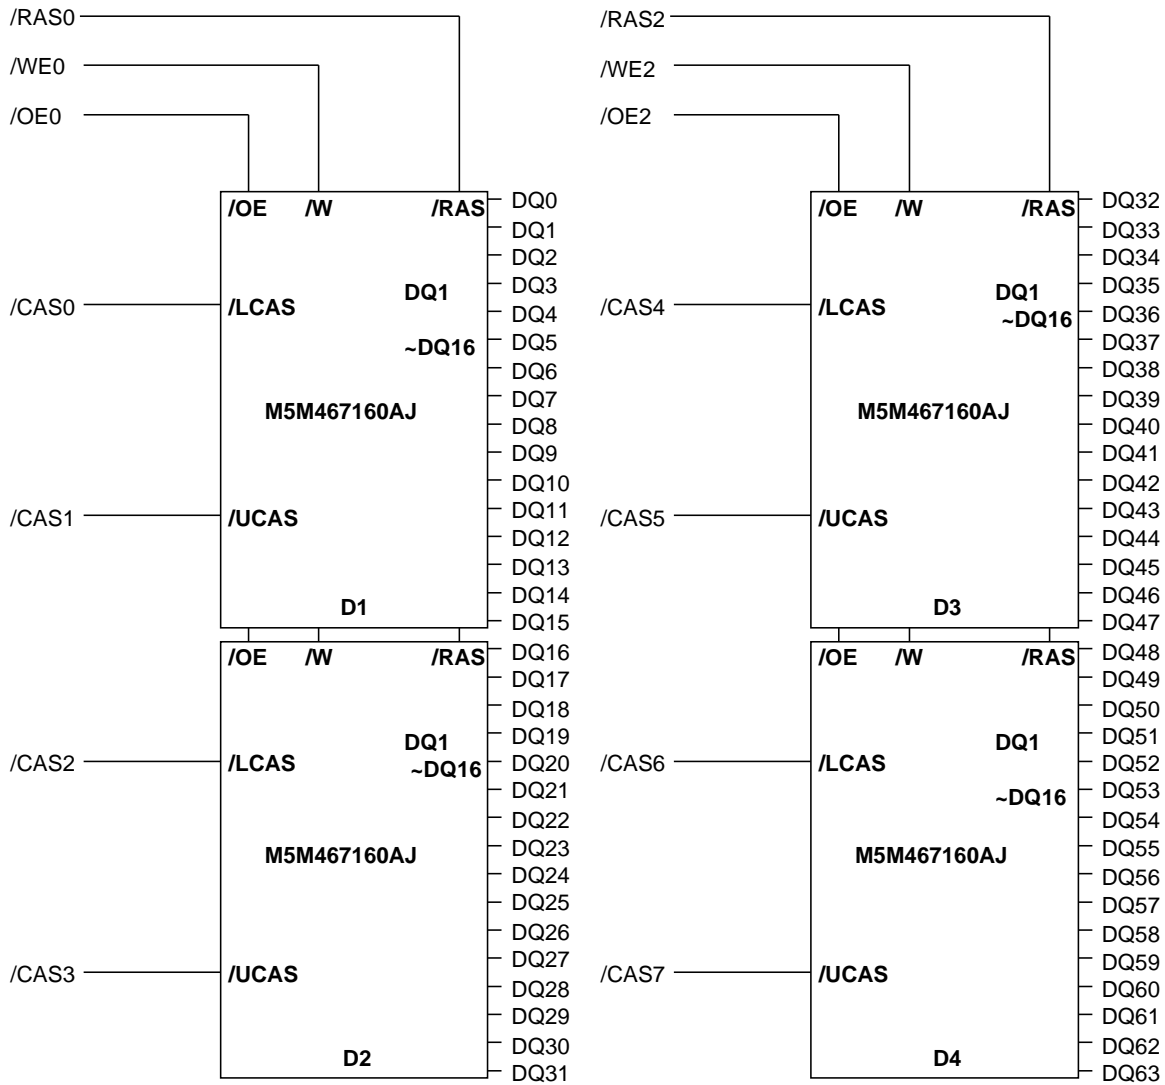 /RAS0
/WE0
/OE0
/OE /W /RAS
/CAS0
/LCAS
DQ1
~DQ16
M5M467160AJ
/CAS1
/UCAS
D1
DQ0
DQ1
DQ2
DQ3
DQ4
DQ5
DQ6
DQ7
DQ8
DQ9
DQ10
DQ11
DQ12
DQ13
DQ14
DQ15
/OE /W /RAS
/CAS2
/LCAS
DQ1
~DQ16
M5M467160AJ
/CAS3
/UCAS
D2
DQ16
DQ17
DQ18
DQ19
DQ20
DQ21
DQ22
DQ23
DQ24
DQ25
DQ26
DQ27
DQ28
DQ29
DQ30
DQ31
/RAS2
/WE2
/OE2
/OE /W /RAS
/CAS4
/LCAS
DQ1
~DQ16
M5M467160AJ
/CAS5
/UCAS
D3
DQ32
DQ33
DQ34
DQ35
DQ36
DQ37
DQ38
DQ39
DQ40
DQ41
DQ42
DQ43
DQ44
DQ45
DQ46
DQ47
/OE /W /RAS
/CAS6
/LCAS
DQ1
~DQ16
M5M467160AJ
/CAS7
/UCAS
D4
DQ48
DQ49
DQ50
DQ51
DQ52
DQ53
DQ54
DQ55
DQ56
DQ57
DQ58
DQ59
DQ60
DQ61
DQ62
DQ63